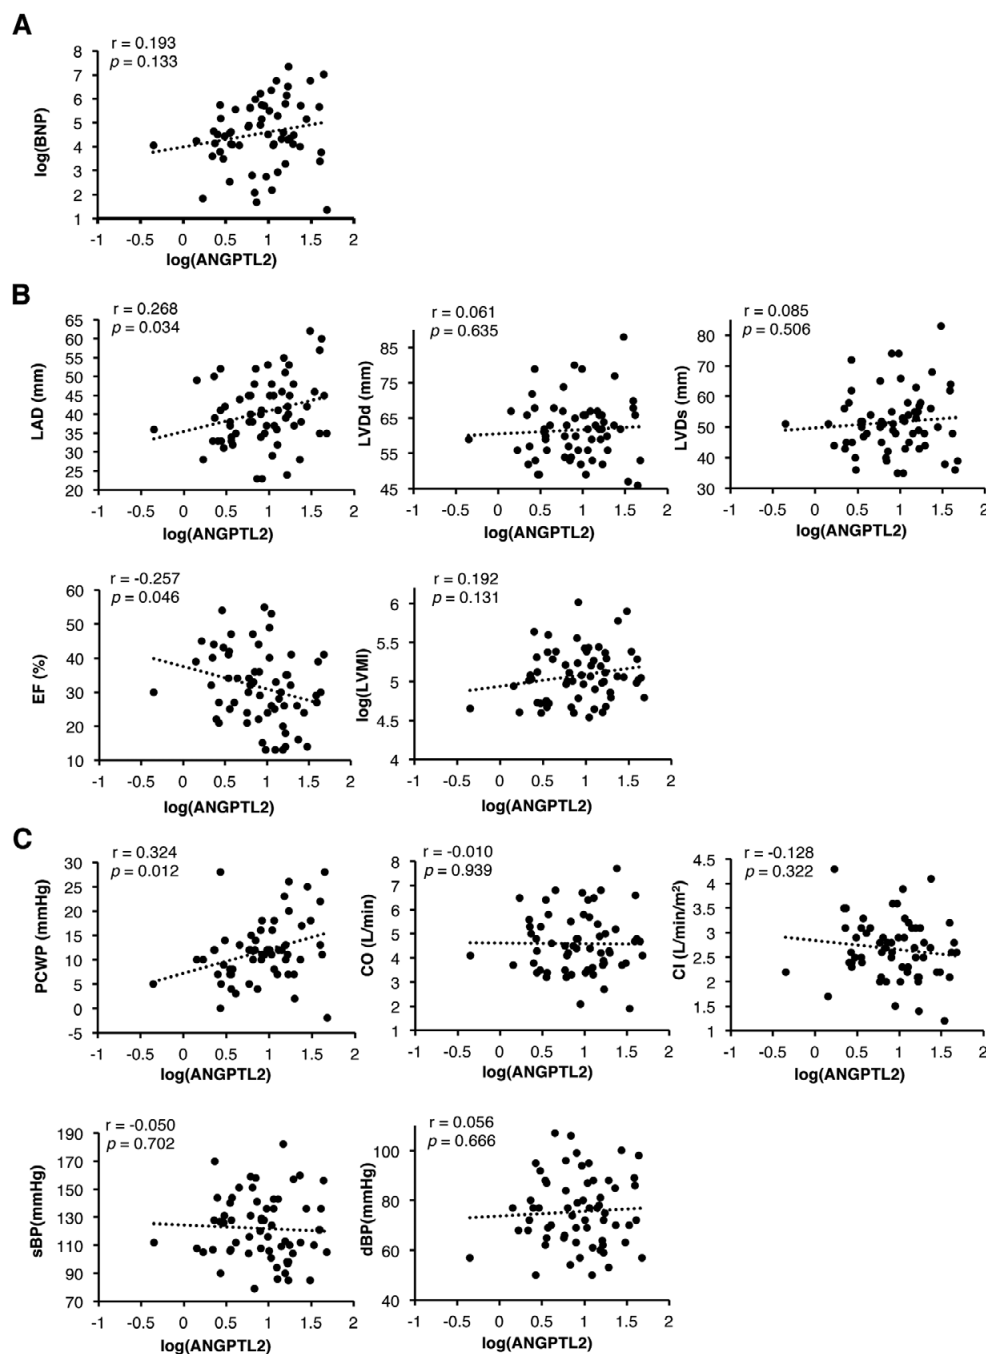 A
r = 0.193
p = 0.133
8
7
6
5
4
3
2
1
log(BNP)
-1 -0.5 0 0.5 1 1.5 2
log(ANGPTL2)
B
r = 0.268
p = 0.034
65
60
55
50
45
40
35
30
25
20
LAD (mm)
-1 -0.5 0 0.5 1 1.5 2
log(ANGPTL2)
r = 0.061
p = 0.635
85
75
65
55
45
LVDd (mm)
-1 -0.5 0 0.5 1 1.5 2
log(ANGPTL2)
r = 0.085
p = 0.506
80
70
60
50
40
30
LVDs (mm)
-1 -0.5 0 0.5 1 1.5 2
log(ANGPTL2)
r = -0.257
p = 0.046
60
50
40
30
20
10
EF (%)
-1 -0.5 0 0.5 1 1.5 2
log(ANGPTL2)
r = 0.192
p = 0.131
6
5.5
5
4.5
4
log(LVMI)
-1 -0.5 0 0.5 1 1.5 2
log(ANGPTL2)
C
r = 0.324
p = 0.012
30
25
20
15
10
5
0
-5
PCWP (mmHg)
-1 -0.5 0 0.5 1 1.5 2
log(ANGPTL2)
r = -0.010
p = 0.939
8
7
6
5
4
3
2
1
CO (L/min)
-1 -0.5 0 0.5 1 1.5 2
log(ANGPTL2)
r = -0.128
p = 0.322
4.5
4
3.5
3
2.5
2
1.5
1
CI (L/min/m²)
-1 -0.5 0 0.5 1 1.5 2
log(ANGPTL2)
r = -0.050
p = 0.702
190
170
150
130
110
90
70
sBP(mmHg)
-1 -0.5 0 0.5 1 1.5 2
log(ANGPTL2)
r = 0.056
p = 0.666
100
80
60
40
dBP(mmHg)
-1 -0.5 0 0.5 1 1.5 2
log(ANGPTL2)